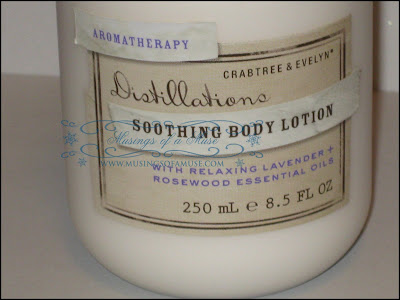 AROMATHERAPY
CRABTREE & EVELYN®
Distillations
SOOTHING BODY LOTION
Musings of a Muse
WWW.MUSINGSOFAMUSE.COM
WITH RELAXING LAVENDER +
ROSEWOOD ESSENTIAL OILS
250 mL e 8.5 FL OZ